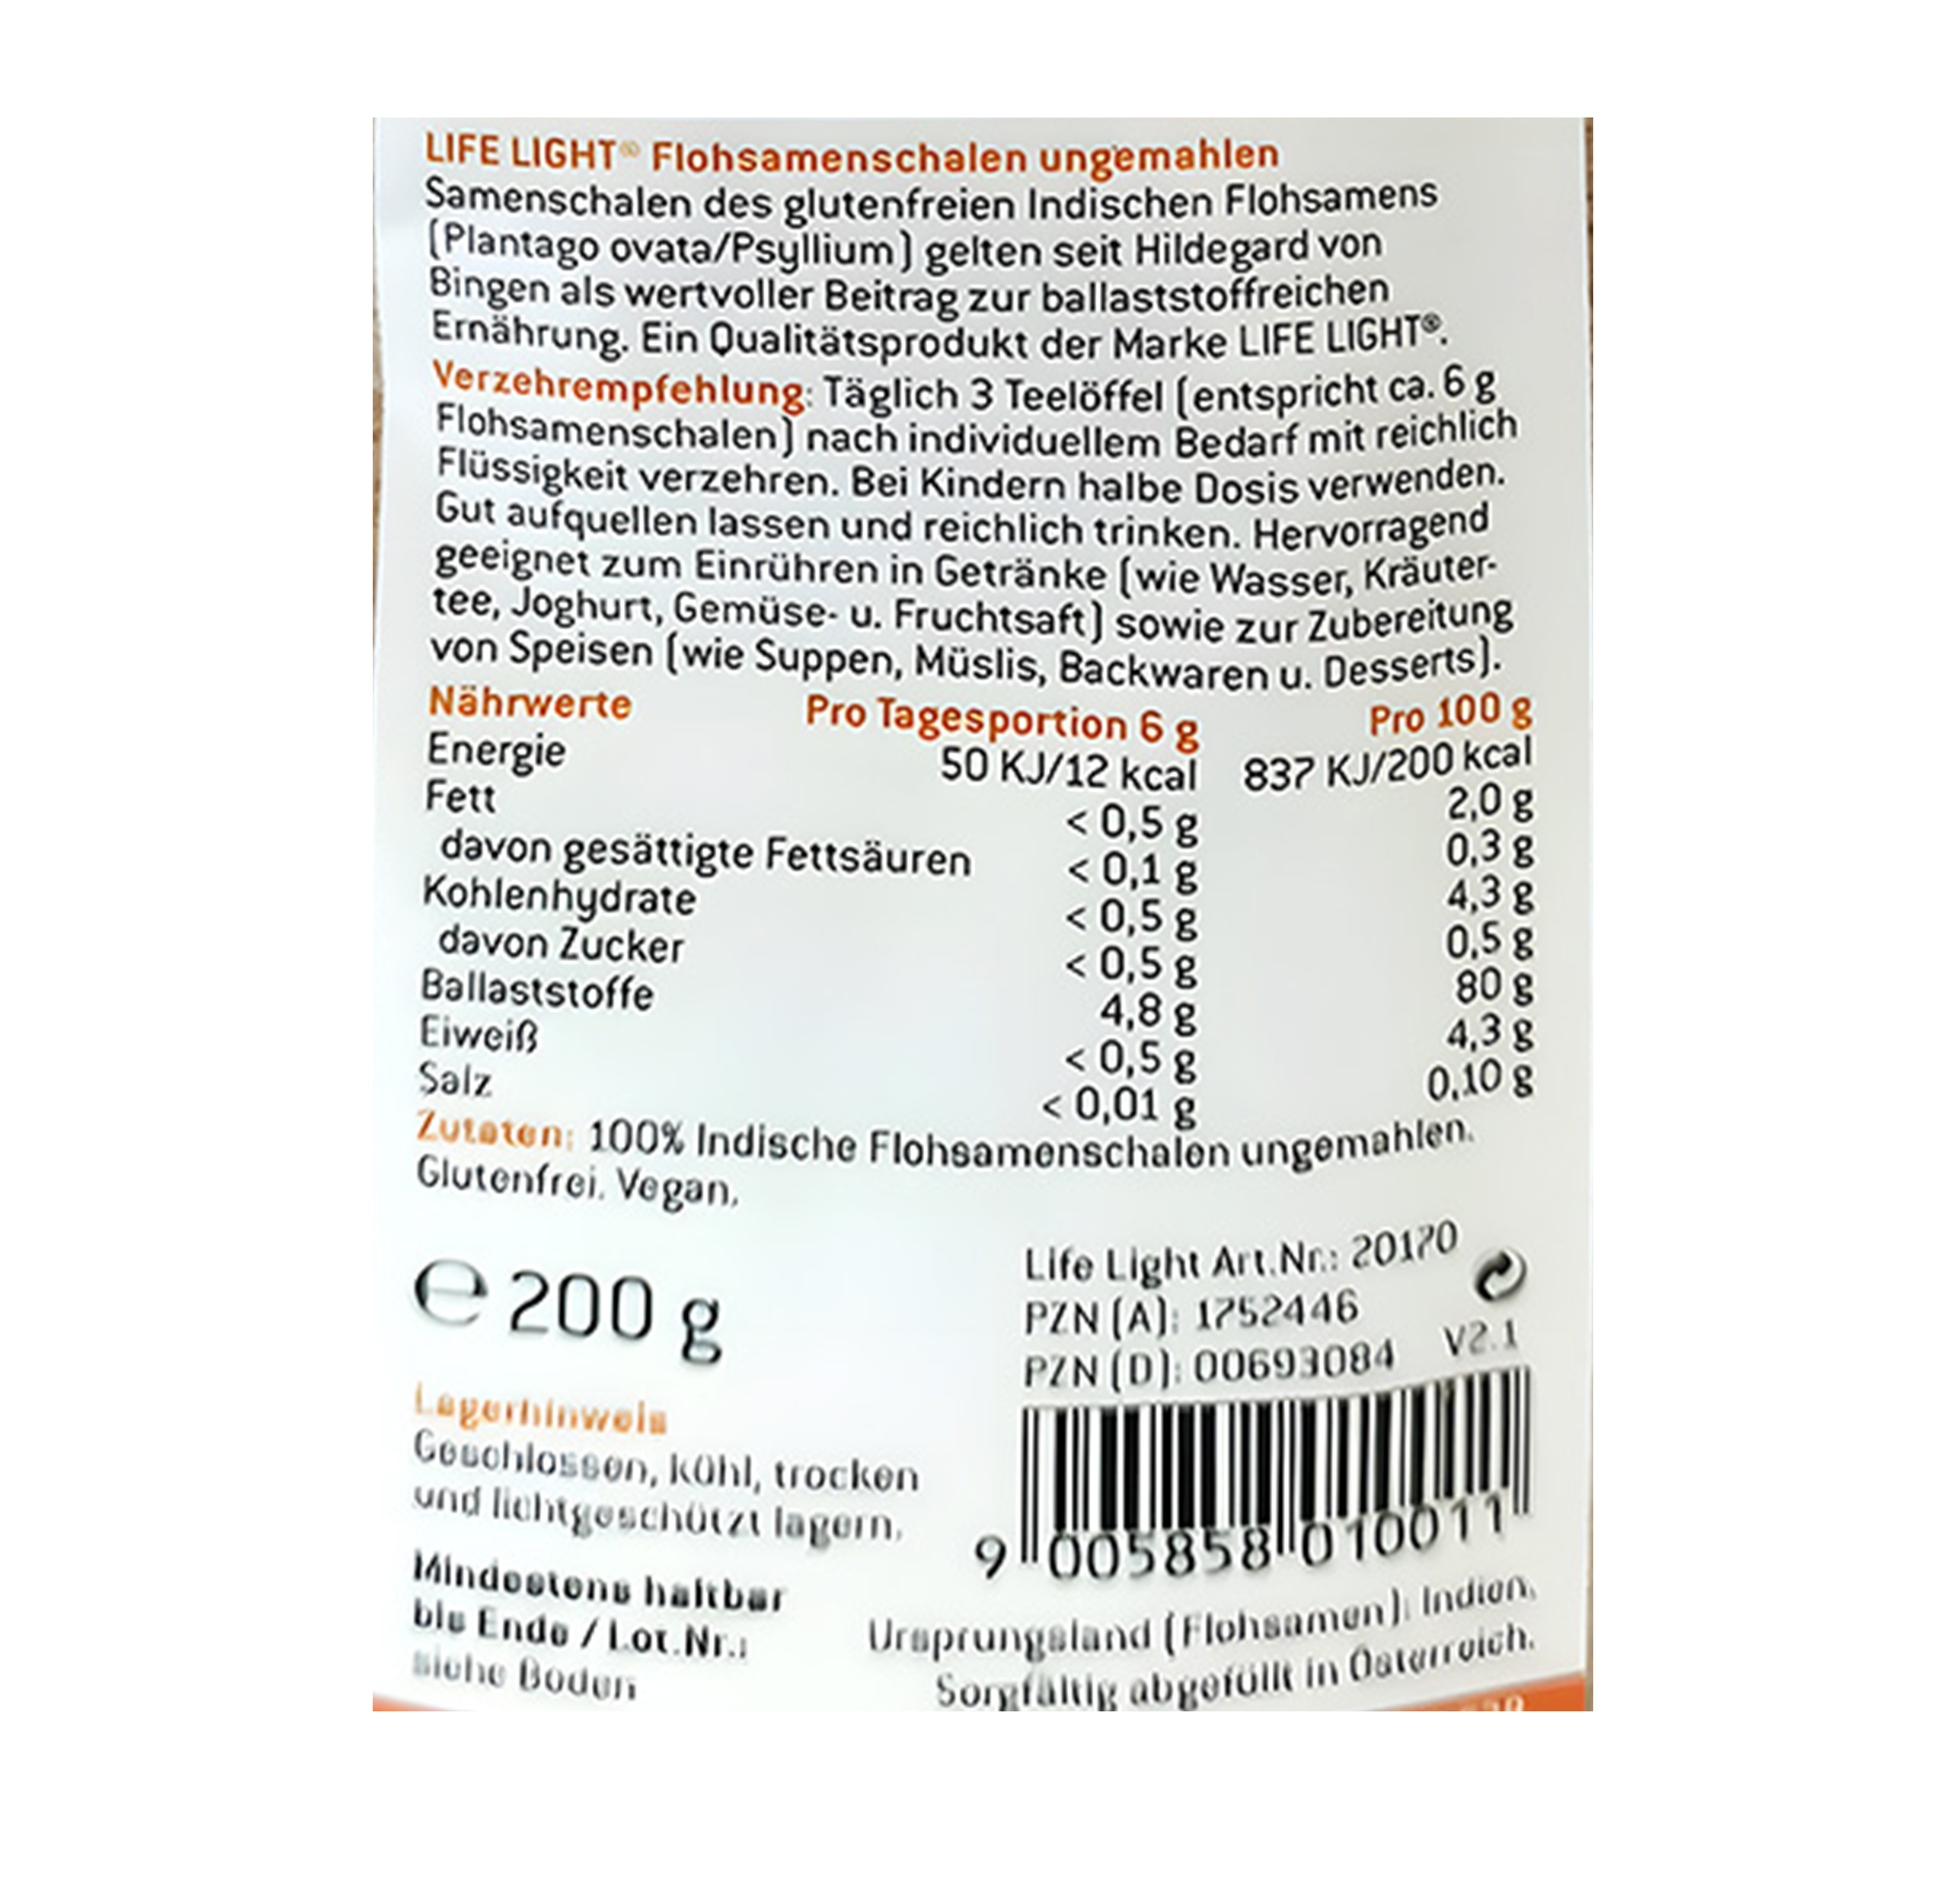 LIFE LIGHT® Flohsamenschalen ungemahlen
Samenschalen des glutenfreien Indischen Flohsamens
(Plantago ovata/Psyllium) gelten seit Hildegard von
Bingen als wertvoller Beitrag zur ballaststoffreichen
Ernährung. Ein Qualitätsprodukt der Marke LIFE LIGHT®.
Verzehrempfehlung: Täglich 3 Teelöffel (entspricht ca. 6 g
Flohsamenschalen) nach individuellem Bedarf mit reichlich
Flüssigkeit verzehren. Bei Kindern halbe Dosis verwenden.
Gut aufquellen lassen und reichlich trinken. Hervorragend
geeignet zum Einrühren in Getränke (wie Wasser, Kräuter-
tee, Joghurt, Gemüse- u. Fruchtsaft) sowie zur Zubereitung
von Speisen (wie Suppen, Müslis, Backwaren u. Desserts).
Nährwerte Pro Tagesportion 6 g Pro 100 g
Energie 50 KJ/12 kcal 837 KJ/200 kcal
Fett < 0,5 g 2,0 g
davon gesättigte Fettsäuren < 0,1 g 0,3 g
Kohlenhydrate < 0,5 g 4,3 g
davon Zucker < 0,5 g 0,5 g
Ballaststoffe 4,8 g 80 g
Eiweiß < 0,5 g 4,3 g
Salz < 0,01 g 0,10 g
Zutaten: 100% Indische Flohsamenschalen ungemahlen.
Glutenfrei. Vegan.
℮ 200 g
Life Light Art.Nr.: 20170
PZN (A): 1752446
PZN (D): 00693084 V2.1
Lagerhinweis
Geschlossen, kühl, trocken
und lichtgeschützt lagern.
Mindestens haltbar
bis Ende / Lot.Nr.:
siehe Boden
9 005858 010011
Ursprungsland (Flohsamen): Indien.
Sorgfältig abgefüllt in Österreich.